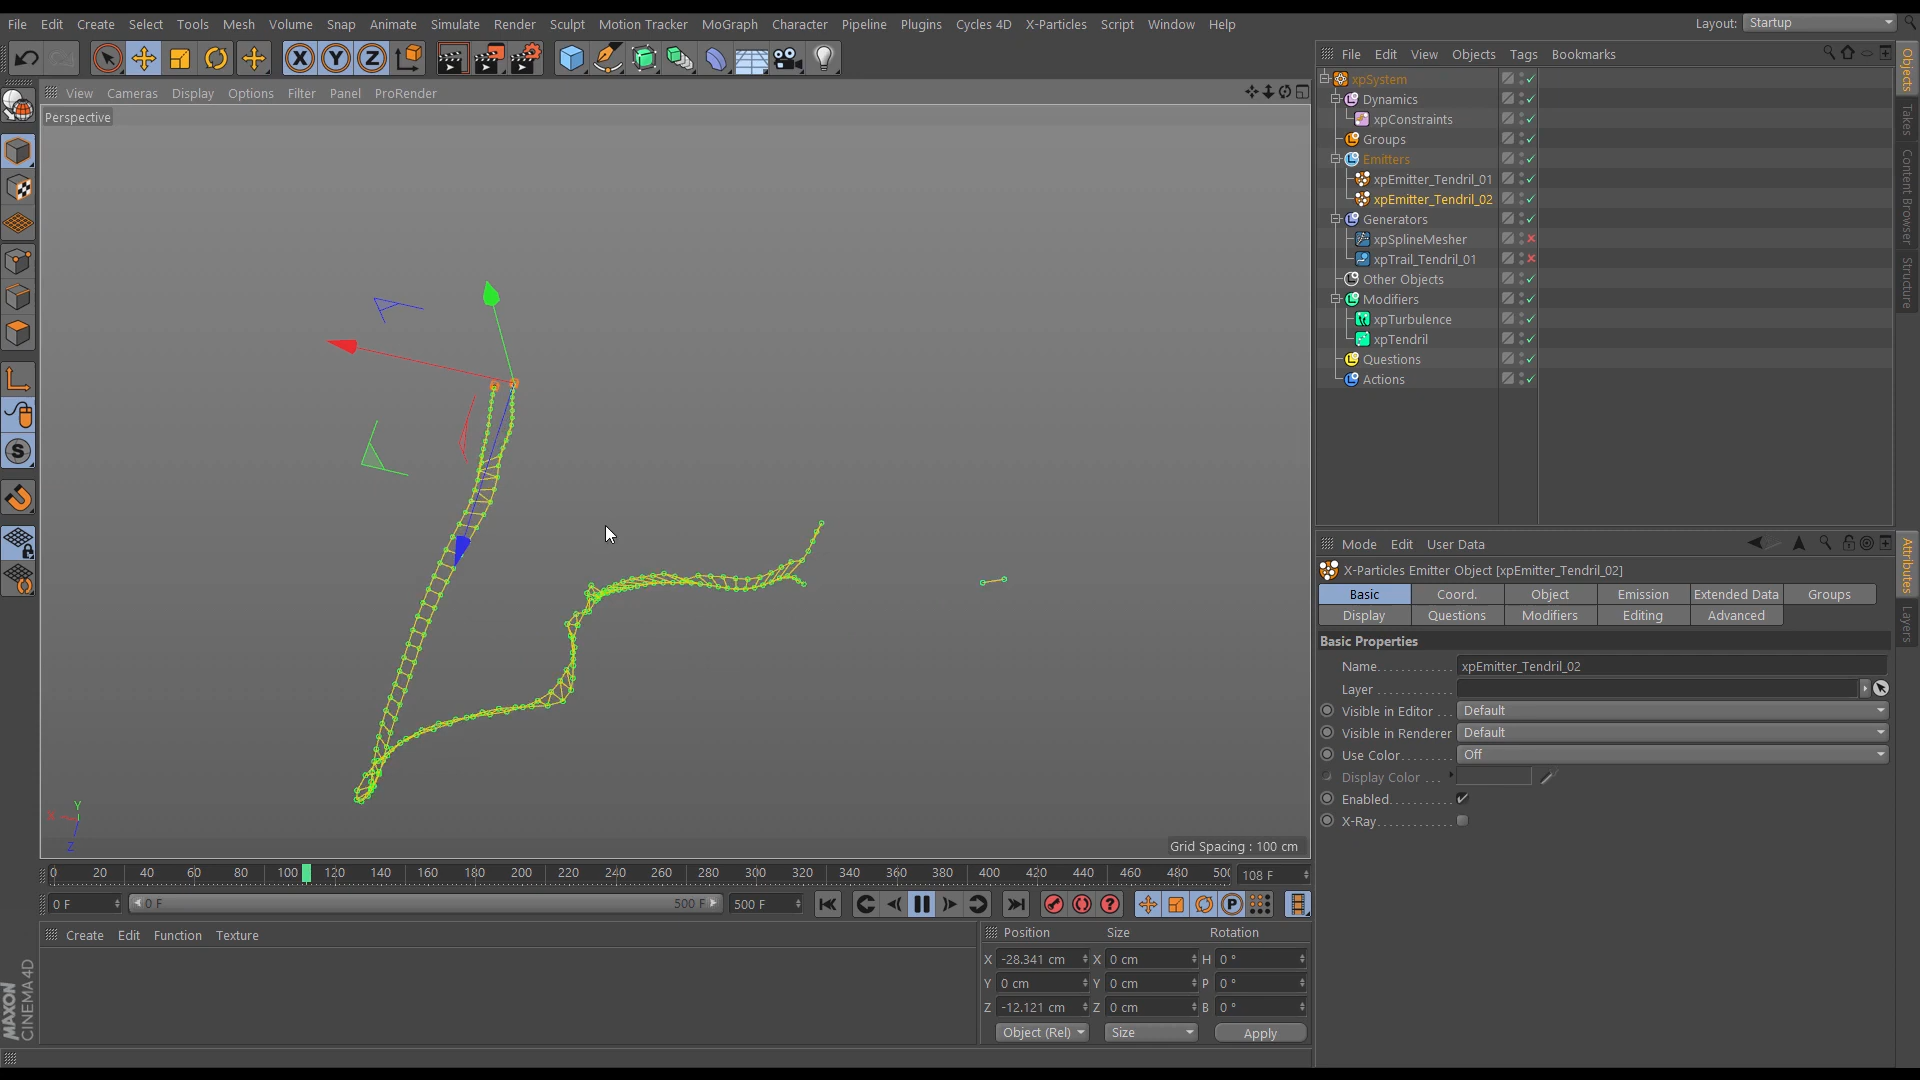 File Edit Create Select Tools Mesh Volume Snap Animate Simulate Render Sculpt Motion Tracker MoGraph Character Pipeline Plugins Cycles 4D X-Particles Script Window Help Layout: Startup
X Y Z
File Edit View Objects Tags Bookmarks
View Cameras Display Options Filter Panel ProRender
Perspective
xpSystem
Dynamics
xpConstraints
Groups
Emitters
xpEmitter_Tendril_01
xpEmitter_Tendril_02
Generators
xpSplineMesher
xpTrail_Tendril_01
Other Objects
Modifiers
xpTurbulence
xpTendril
Questions
Actions
Objects
Takes
Content Browser
Structure
Mode Edit User Data
X-Particles Emitter Object [xpEmitter_Tendril_02]
Basic Coord. Object Emission Extended Data Groups
Display Questions Modifiers Editing Advanced
Basic Properties
Name............ xpEmitter_Tendril_02
Layer ............
Visible in Editor ... Default
Visible in Renderer Default
Use Color........ Off
Display Color ...
Enabled...........
X-Ray.............
Attributes
Layers
S
Y
X
Z
Grid Spacing : 100 cm
0 20 40 60 80 100 120 140 160 180 200 220 240 260 280 300 320 340 360 380 400 420 440 460 480 500 108 F
0 F 0 F 500 F 500 F P
Create Edit Function Texture
Position Size Rotation
X -28.341 cm X 0 cm H 0 °
Y 0 cm Y 0 cm P 0 °
Z -12.121 cm Z 0 cm B 0 °
Object (Rel) Size Apply
MAXON
CINEMA 4D